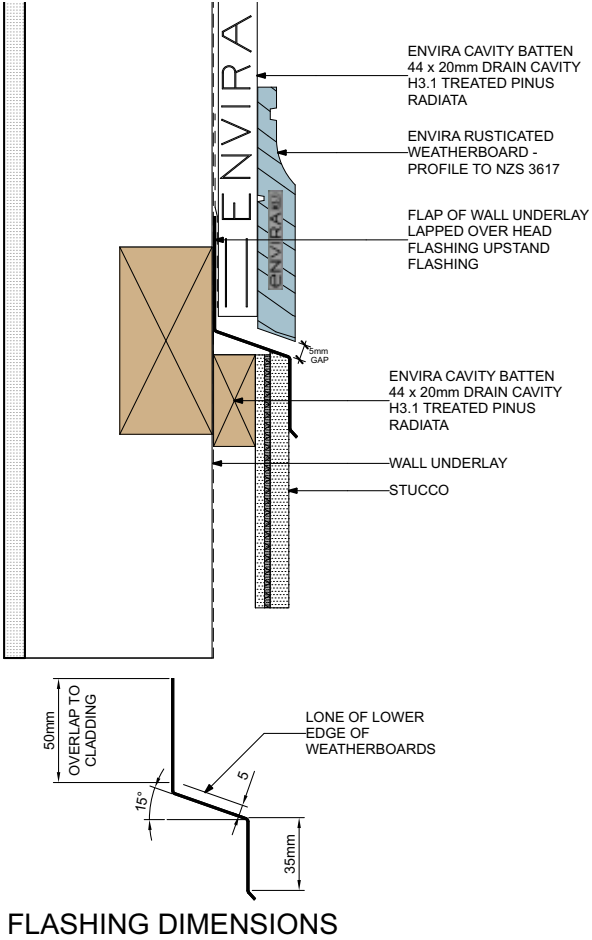 ENVIRA CAVITY BATTEN
44 x 20mm DRAIN CAVITY
H3.1 TREATED PINUS
RADIATA
ENVIRA
ENVIRA RUSTICATED
WEATHERBOARD -
PROFILE TO NZS 3617
FLAP OF WALL UNDERLAY
LAPPED OVER HEAD
FLASHING UPSTAND
FLASHING
ENVIRA
5mm
GAP
ENVIRA CAVITY BATTEN
44 x 20mm DRAIN CAVITY
H3.1 TREATED PINUS
RADIATA
WALL UNDERLAY
STUCCO
50mm
OVERLAP TO
CLADDING
LONE OF LOWER
EDGE OF
WEATHERBOARDS
15°
5
35mm
FLASHING DIMENSIONS